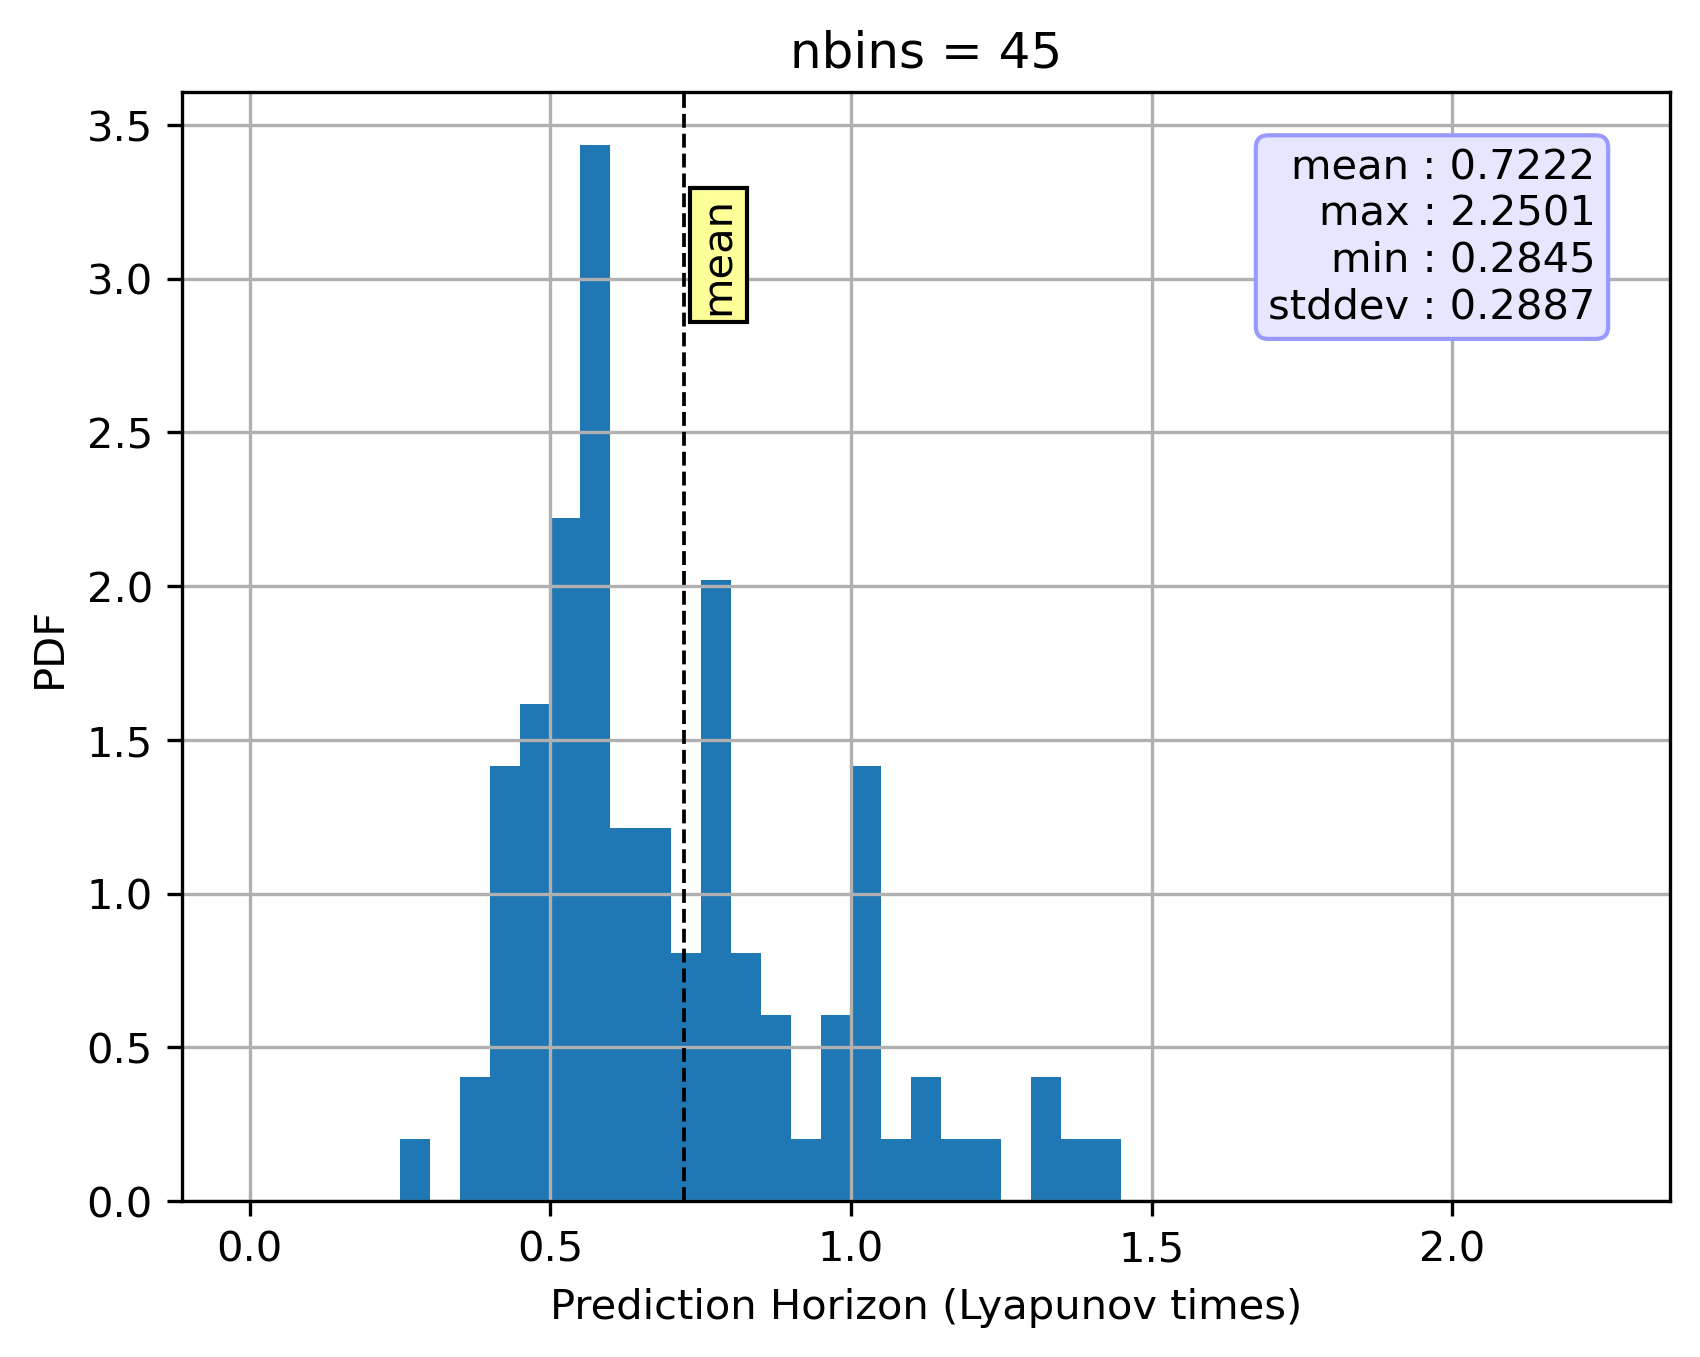 nbins = 45
3.5
3.0
2.5
2.0
1.5
1.0
0.5
0.0
PDF
mean
mean : 0.7222
max : 2.2501
min : 0.2845
stddev : 0.2887
0.0 0.5 1.0 1.5 2.0
Prediction Horizon (Lyapunov times)